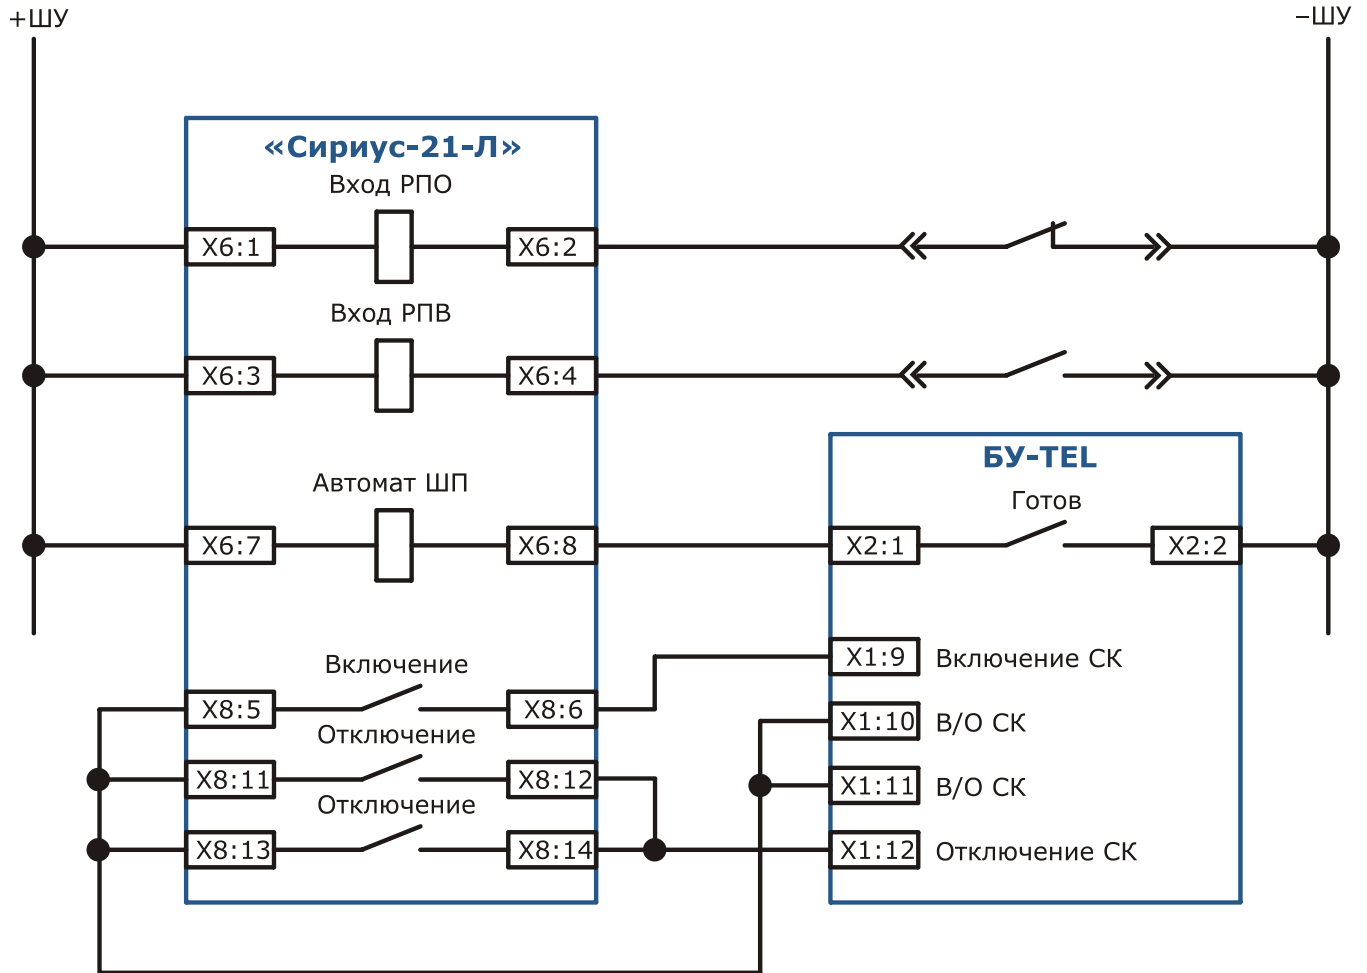 +ШУ
–ШУ
«Сириус-21-Л»
Вход РПО
X6:1
X6:2
Вход РПВ
X6:3
X6:4
БУ-TEL
Автомат ШП
Готов
X6:7
X6:8
X2:1
X2:2
Включение
X1:9 Включение СК
X8:5
X8:6
X1:10 В/О СК
Отключение
X8:11
X8:12
X1:11 В/О СК
Отключение
X8:13
X8:14
X1:12 Отключение СК